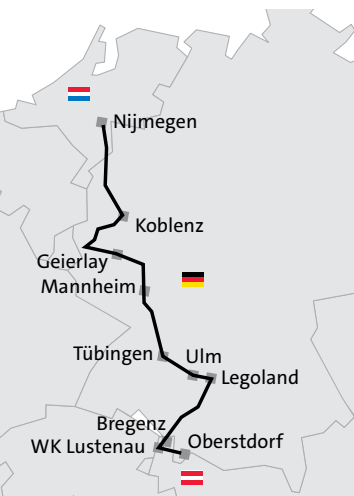 Nijmegen
Koblenz
Geierlay
Mannheim
Tübingen
Ulm
Legoland
Bregenz
WK Lustenau
Oberstdorf